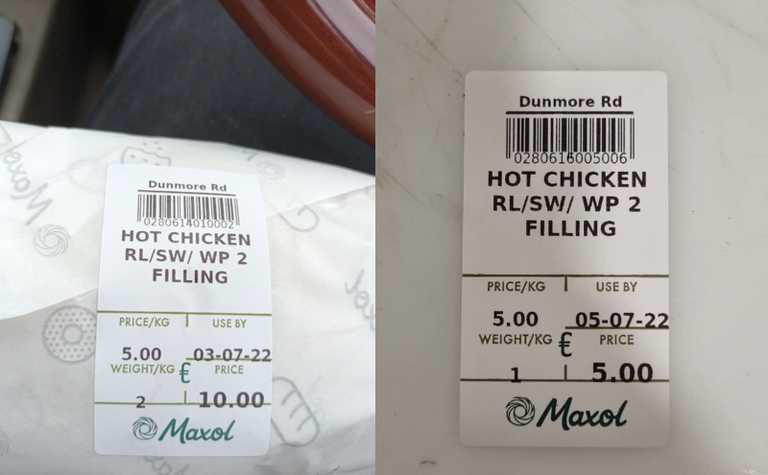 Dunmore Rd
0280614010002
HOT CHICKEN
RL/SW/ WP 2
FILLING
PRICE/KG USE BY
5.00 03-07-22
WEIGHT/KG € PRICE
2 10.00
Maxol
Maxol
Dunmore Rd
0280616005006
HOT CHICKEN
RL/SW/ WP 2
FILLING
PRICE/KG USE BY
5.00 05-07-22
WEIGHT/KG € PRICE
1 5.00
Maxol